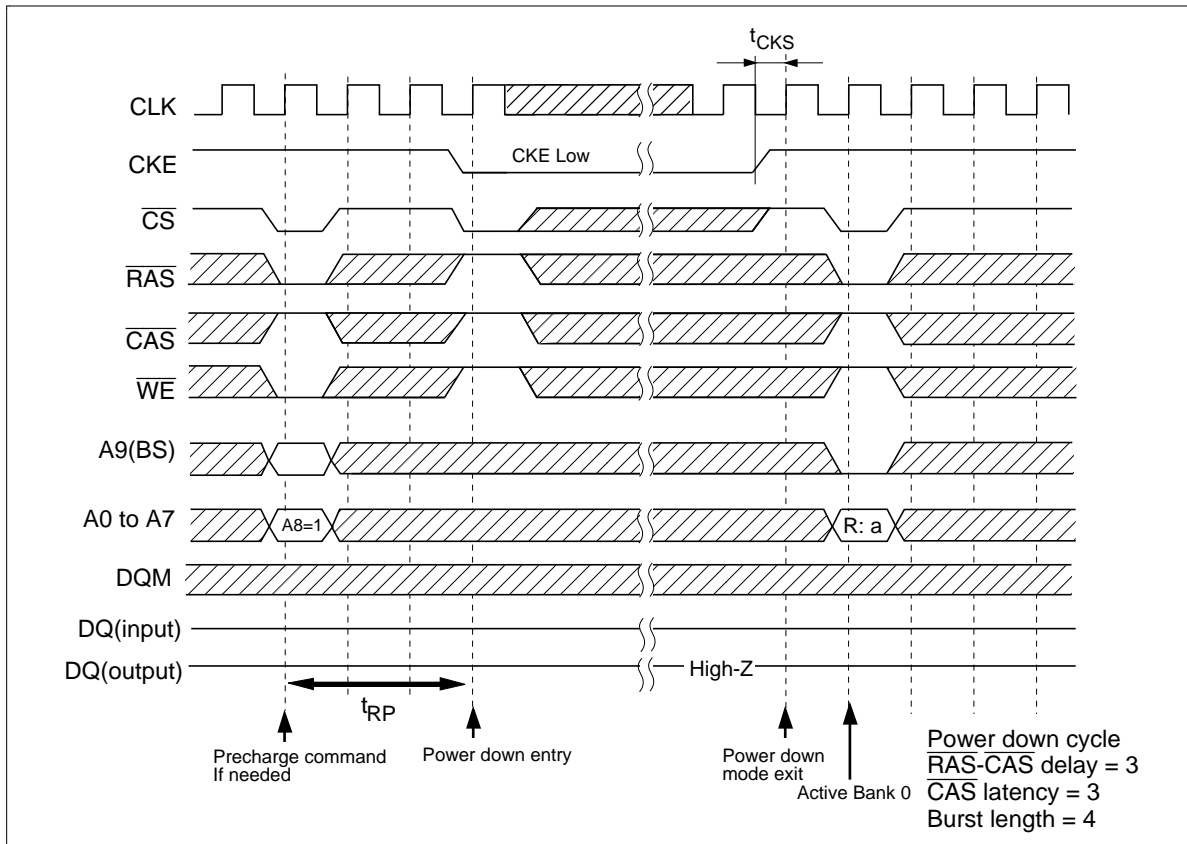 tCKS
CLK
CKE
CKE Low
CS
RAS
CAS
WE
A9(BS)
A0 to A7
A8=1
R: a
DQM
DQ(input)
DQ(output)
High-Z
tRP
Precharge command
If needed
Power down entry
Power down
mode exit
Active Bank 0
Power down cycle
RAS-CAS delay = 3
CAS latency = 3
Burst length = 4